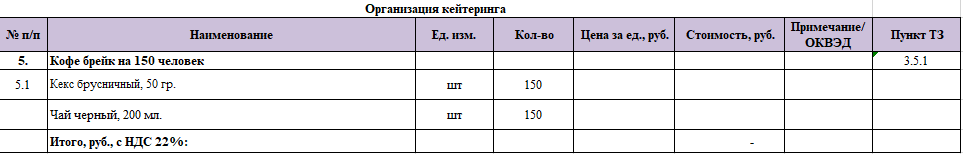 Организация кейтеринга
№ п/п Наименование Ед. изм. Кол-во Цена за ед., руб. Стоимость, руб. Примечание/ ОКВЭД Пункт ТЗ
5. Кофе брейк на 150 человек 3.5.1
5.1 Кекс брусничный, 50 гр. шт 150
Чай черный, 200 мл. шт 150
Итого, руб., с НДС 22%: -